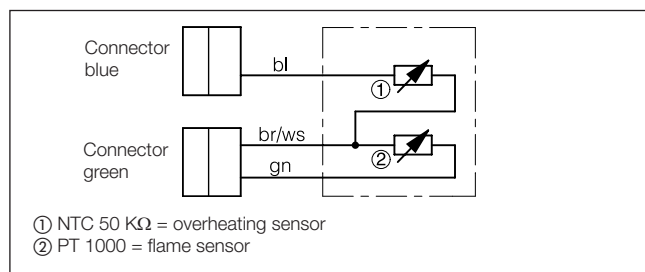 Connector
blue
bl
①
Connector
green
br/ws
gn
②
① NTC 50 KΩ = overheating sensor
② PT 1000 = flame sensor